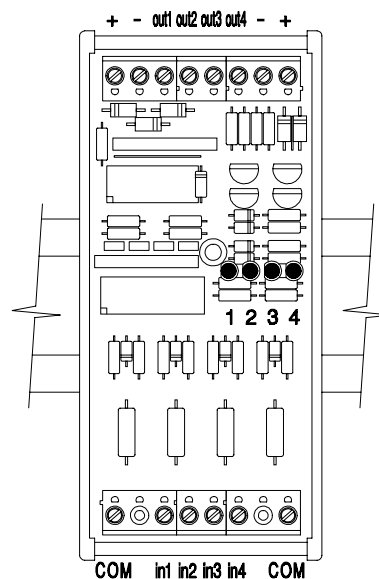 + - out1 out2 out3 out4 - +
1 2 3 4
COM in1 in2 in3 in4 COM